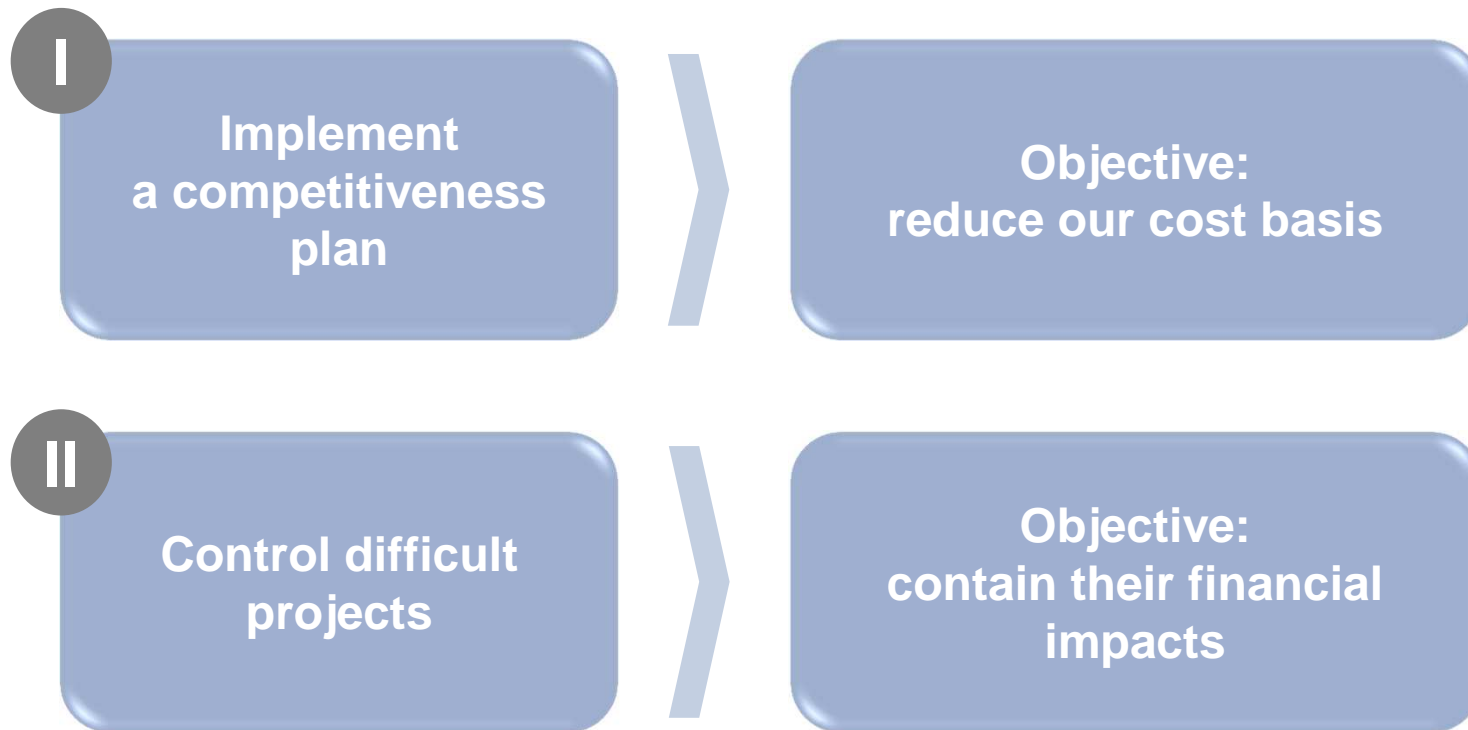 I
Implement
a competitiveness
plan
Objective:
reduce our cost basis
II
Control difficult
projects
Objective:
contain their financial
impacts